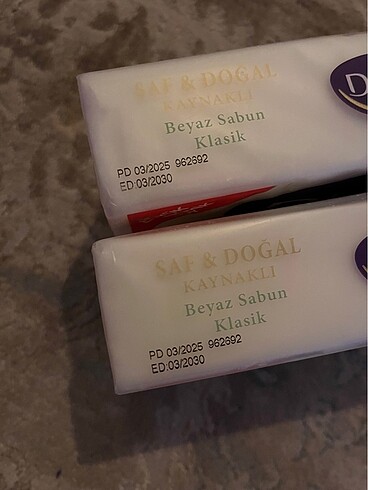 SAF & DOĞAL
KAYNAKLI
Beyaz Sabun
Klasik
PD 03/2025 962692
ED:03/2030
D
SAF & DOĞAL
KAYNAKLI
Beyaz Sabun
Klasik
PD 03/2025 962692
ED:03/2030